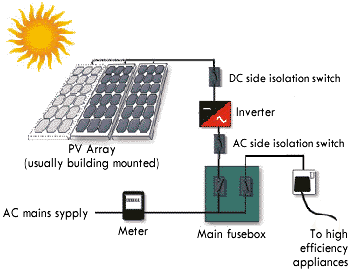 DC side isolation switch
Inverter
PV Array
(usually building mounted)
AC side isolation switch
AC mains sypply
Meter
Main fusebox
To high
efficiency
appliances